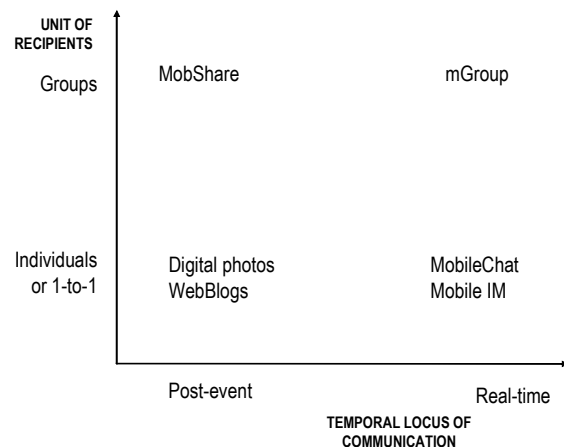 UNIT OF
RECIPIENTS
Groups
MobShare
mGroup
Individuals
or 1-to-1
Digital photos
WebBlogs
MobileChat
Mobile IM
Post-event
Real-time
TEMPORAL LOCUS OF
COMMUNICATION